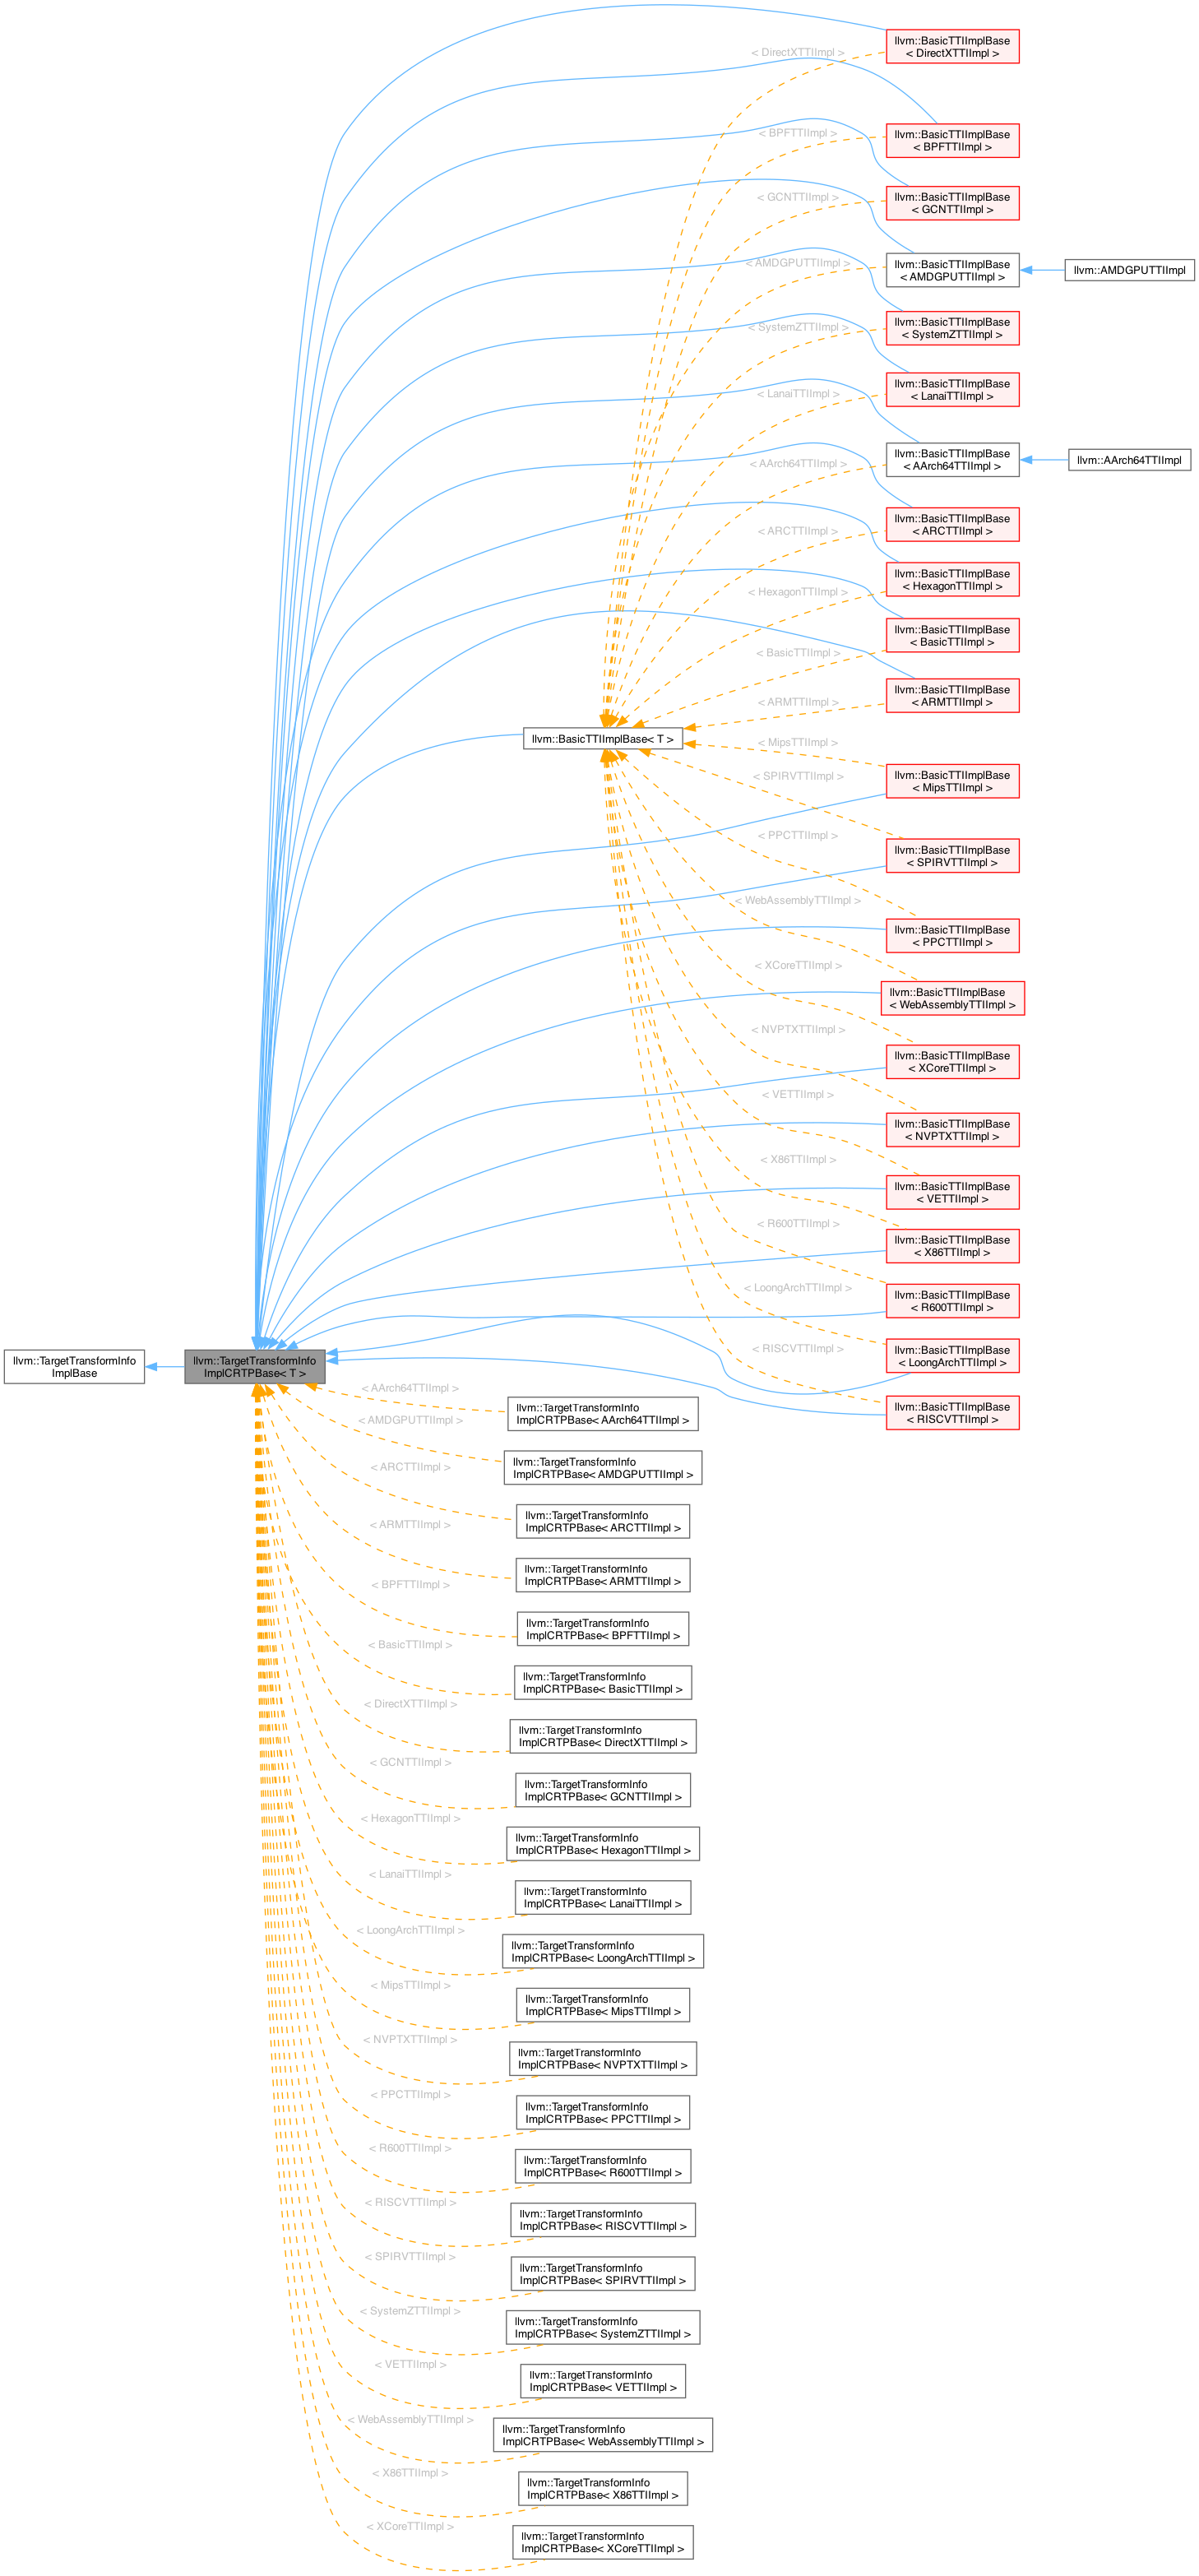 llvm::BasicTTIImplBase
< DirectXTTIImpl >
< DirectXTTIImpl >
llvm::BasicTTIImplBase
< BPFTTIImpl >
< BPFTTIImpl >
llvm::BasicTTIImplBase
< GCNTTIImpl >
< GCNTTIImpl >
llvm::BasicTTIImplBase
< AMDGPUTTIImpl >
< AMDGPUTTIImpl >
llvm::AMDGPUTTIImpl
llvm::BasicTTIImplBase
< SystemZTTIImpl >
< SystemZTTIImpl >
llvm::BasicTTIImplBase
< LanaiTTIImpl >
< LanaiTTIImpl >
llvm::BasicTTIImplBase
< AArch64TTIImpl >
< AArch64TTIImpl >
llvm::AArch64TTIImpl
llvm::BasicTTIImplBase
< ARCTTIImpl >
< ARCTTIImpl >
llvm::BasicTTIImplBase
< HexagonTTIImpl >
< HexagonTTIImpl >
llvm::BasicTTIImplBase
< BasicTTIImpl >
< BasicTTIImpl >
llvm::BasicTTIImplBase
< ARMTTIImpl >
< ARMTTIImpl >
llvm::BasicTTIImplBase< T >
< MipsTTIImpl >
llvm::BasicTTIImplBase
< MipsTTIImpl >
< SPIRVTTIImpl >
llvm::BasicTTIImplBase
< SPIRVTTIImpl >
< PPCTTIImpl >
llvm::BasicTTIImplBase
< PPCTTIImpl >
< WebAssemblyTTIImpl >
llvm::BasicTTIImplBase
< WebAssemblyTTIImpl >
< XCoreTTIImpl >
llvm::BasicTTIImplBase
< XCoreTTIImpl >
< NVPTXTTIImpl >
llvm::BasicTTIImplBase
< NVPTXTTIImpl >
< VETTIImpl >
llvm::BasicTTIImplBase
< VETTIImpl >
< X86TTIImpl >
llvm::BasicTTIImplBase
< X86TTIImpl >
< R600TTIImpl >
llvm::BasicTTIImplBase
< R600TTIImpl >
< LoongArchTTIImpl >
llvm::BasicTTIImplBase
< LoongArchTTIImpl >
< RISCVTTIImpl >
llvm::BasicTTIImplBase
< RISCVTTIImpl >
llvm::TargetTransformInfo
ImplBase
llvm::TargetTransformInfo
ImplCRTPBase< T >
< AArch64TTIImpl >
llvm::TargetTransformInfo
ImplCRTPBase< AArch64TTIImpl >
< AMDGPUTTIImpl >
llvm::TargetTransformInfo
ImplCRTPBase< AMDGPUTTIImpl >
< ARCTTIImpl >
llvm::TargetTransformInfo
ImplCRTPBase< ARCTTIImpl >
< ARMTTIImpl >
llvm::TargetTransformInfo
ImplCRTPBase< ARMTTIImpl >
< BPFTTIImpl >
llvm::TargetTransformInfo
ImplCRTPBase< BPFTTIImpl >
< BasicTTIImpl >
llvm::TargetTransformInfo
ImplCRTPBase< BasicTTIImpl >
< DirectXTTIImpl >
llvm::TargetTransformInfo
ImplCRTPBase< DirectXTTIImpl >
< GCNTTIImpl >
llvm::TargetTransformInfo
ImplCRTPBase< GCNTTIImpl >
< HexagonTTIImpl >
llvm::TargetTransformInfo
ImplCRTPBase< HexagonTTIImpl >
< LanaiTTIImpl >
llvm::TargetTransformInfo
ImplCRTPBase< LanaiTTIImpl >
< LoongArchTTIImpl >
llvm::TargetTransformInfo
ImplCRTPBase< LoongArchTTIImpl >
< MipsTTIImpl >
llvm::TargetTransformInfo
ImplCRTPBase< MipsTTIImpl >
< NVPTXTTIImpl >
llvm::TargetTransformInfo
ImplCRTPBase< NVPTXTTIImpl >
< PPCTTIImpl >
llvm::TargetTransformInfo
ImplCRTPBase< PPCTTIImpl >
< R600TTIImpl >
llvm::TargetTransformInfo
ImplCRTPBase< R600TTIImpl >
< RISCVTTIImpl >
llvm::TargetTransformInfo
ImplCRTPBase< RISCVTTIImpl >
< SPIRVTTIImpl >
llvm::TargetTransformInfo
ImplCRTPBase< SPIRVTTIImpl >
< SystemZTTIImpl >
llvm::TargetTransformInfo
ImplCRTPBase< SystemZTTIImpl >
< VETTIImpl >
llvm::TargetTransformInfo
ImplCRTPBase< VETTIImpl >
< WebAssemblyTTIImpl >
llvm::TargetTransformInfo
ImplCRTPBase< WebAssemblyTTIImpl >
< X86TTIImpl >
llvm::TargetTransformInfo
ImplCRTPBase< X86TTIImpl >
< XCoreTTIImpl >
llvm::TargetTransformInfo
ImplCRTPBase< XCoreTTIImpl >